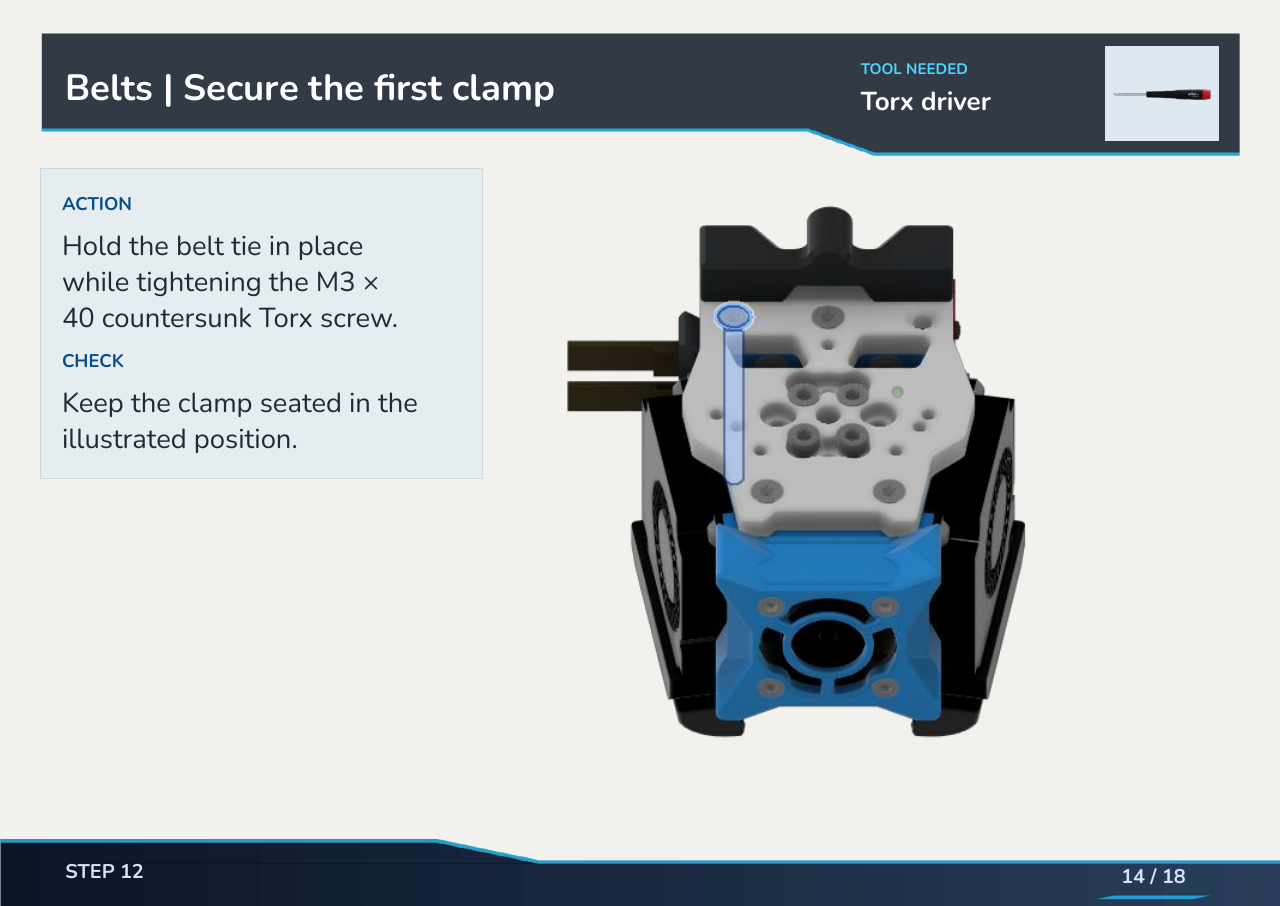 Belts | Secure the first clamp
TOOL NEEDED
Torx driver
ACTION
Hold the belt tie in place
while tightening the M3 ×
40 countersunk Torx screw.
CHECK
Keep the clamp seated in the
illustrated position.
STEP 12
14 / 18